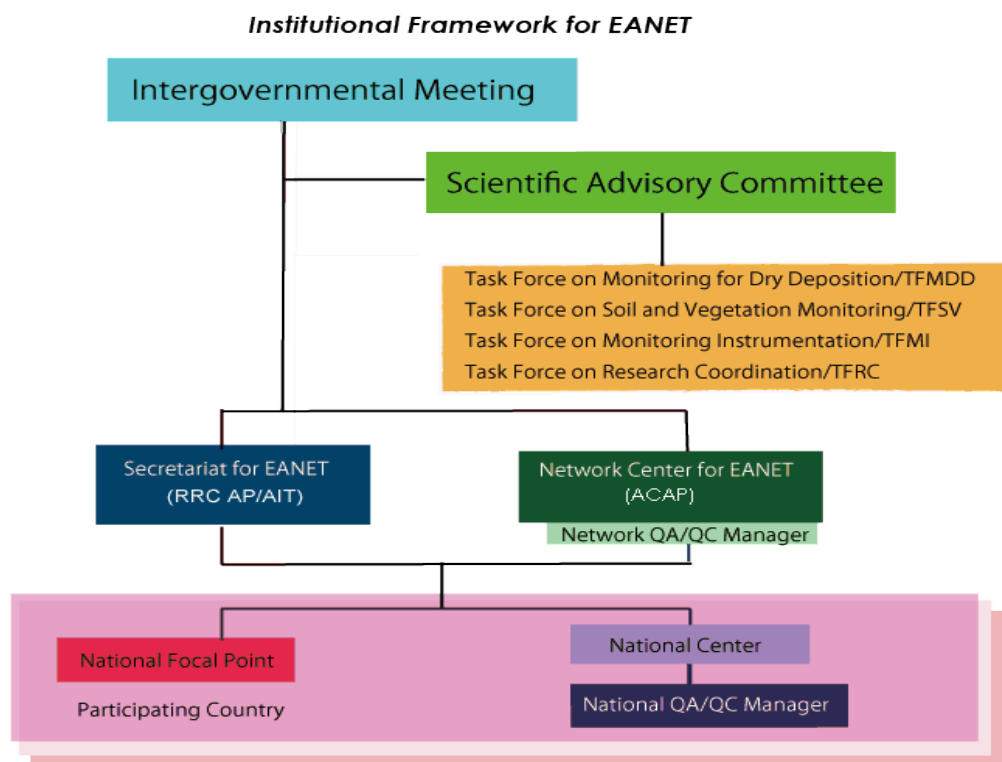 Institutional Framework for EANET
Intergovernmental Meeting
Scientific Advisory Committee
Task Force on Monitoring for Dry Deposition/TFMDD
Task Force on Soil and Vegetation Monitoring/TFSV
Task Force on Monitoring Instrumentation/TFMI
Task Force on Research Coordination/TFRC
Secretariat for EANET
(RRC AP/AIT)
Network Center for EANET
(ACAP)
Network QA/QC Manager
National Focal Point
Participating Country
National Center
National QA/QC Manager